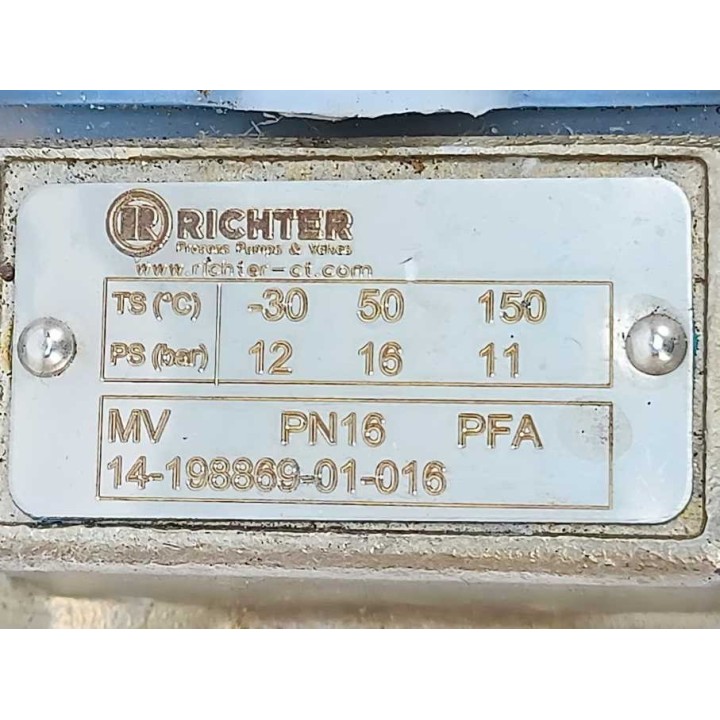 R RICHTER
Process Pumps & Valves
www.richter-ct.com
TS (°C) -30 50 150
PS (bar) 12 16 11
MV PN16 PFA
14-198869-01-016